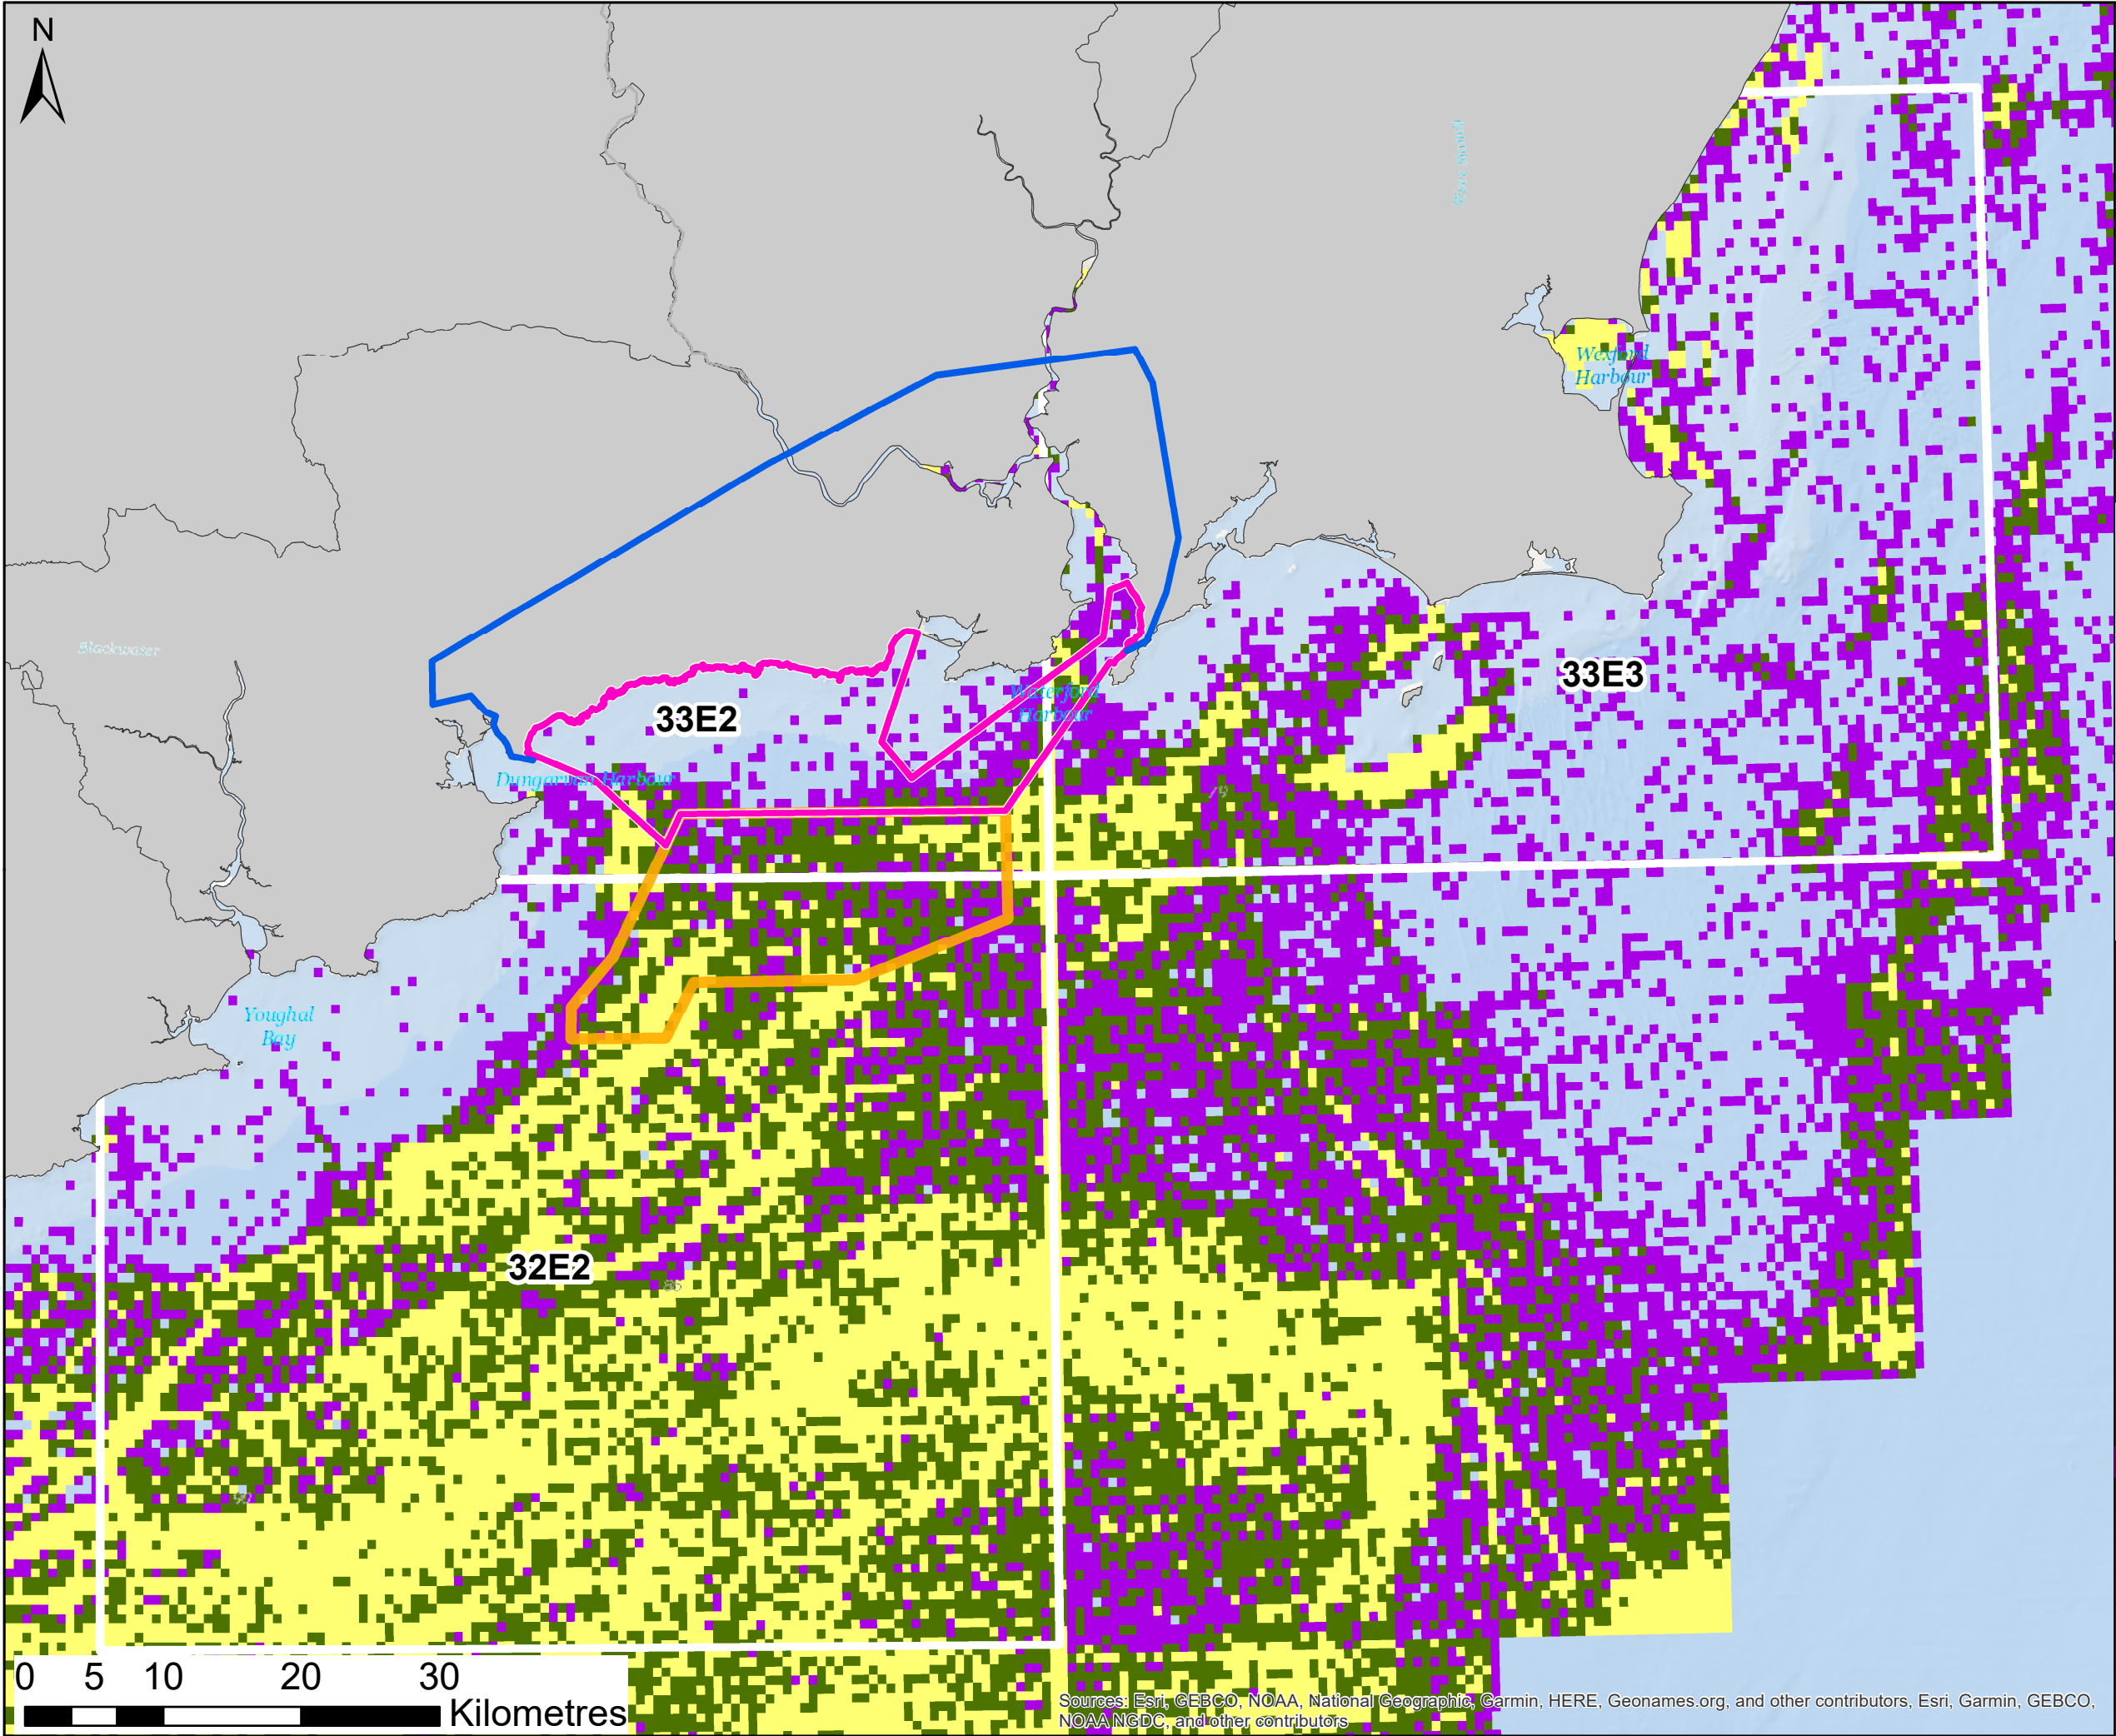 N
Wexford
Harbour
Blackwater
33E3
Waterford
Harbour
33E2
Dungarvan Harbour
Youghal
Bay
32E2
0 5 10 20 30
Kilometres
Sources: Esri, GEBCO, NOAA, National Geographic, Garmin, HERE, Geonames.org, and other contributors, Esri, Garmin, GEBCO,
NOAA NGDC, and other contributors